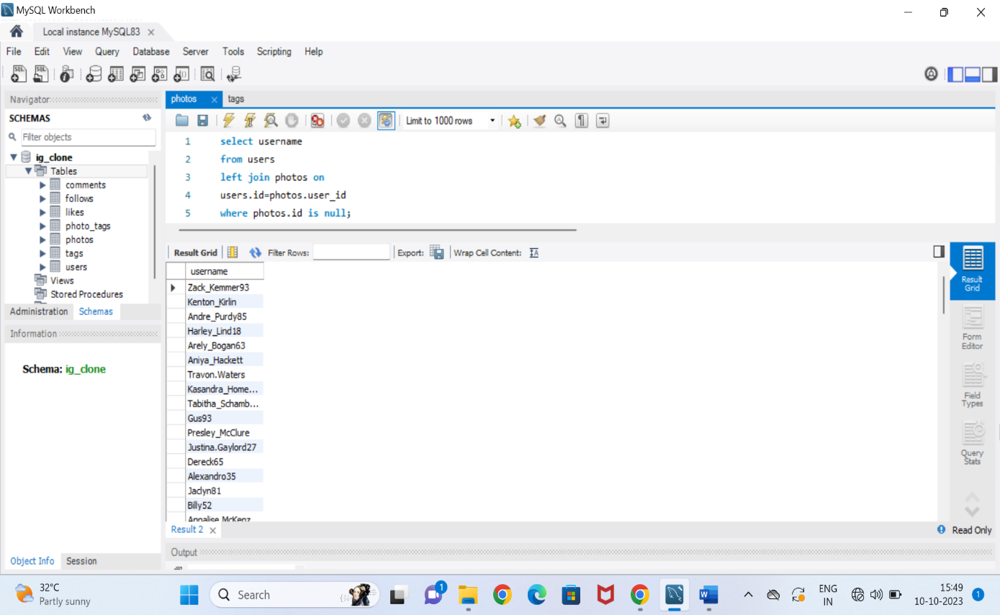 MySQL Workbench
Local instance MySQL83
File Edit View Query Database Server Tools Scripting Help
Navigator
SCHEMAS
Filter objects
ig_clone
Tables
comments
follows
likes
photo_tags
photos
tags
users
Views
Stored Procedures
Administration Schemas
Information
Schema: ig_clone
Object Info Session
photos tags
Limit to 1000 rows
1 select username
2 from users
3 left join photos on
4 users.id=photos.user_id
5 where photos.id is null;
Result Grid Filter Rows: Export: Wrap Cell Content:
username
Zack_Kemmer93
Kenton_Kirlin
Andre_Purdy85
Harley_Lind18
Arely_Bogan63
Aniya_Hackett
Travon.Waters
Kasandra_Home...
Tabitha_Schamb...
Gus93
Presley_McClure
Justina.Gaylord27
Dereck65
Alexandro35
Jaclyn81
Billy52
Annalise.McKenz
Result Grid
Form Editor
Field Types
Query Stats
Result 2
Read Only
Output
32°C
Partly sunny
Search
1
ENG
IN
15:49
10-10-2023
1